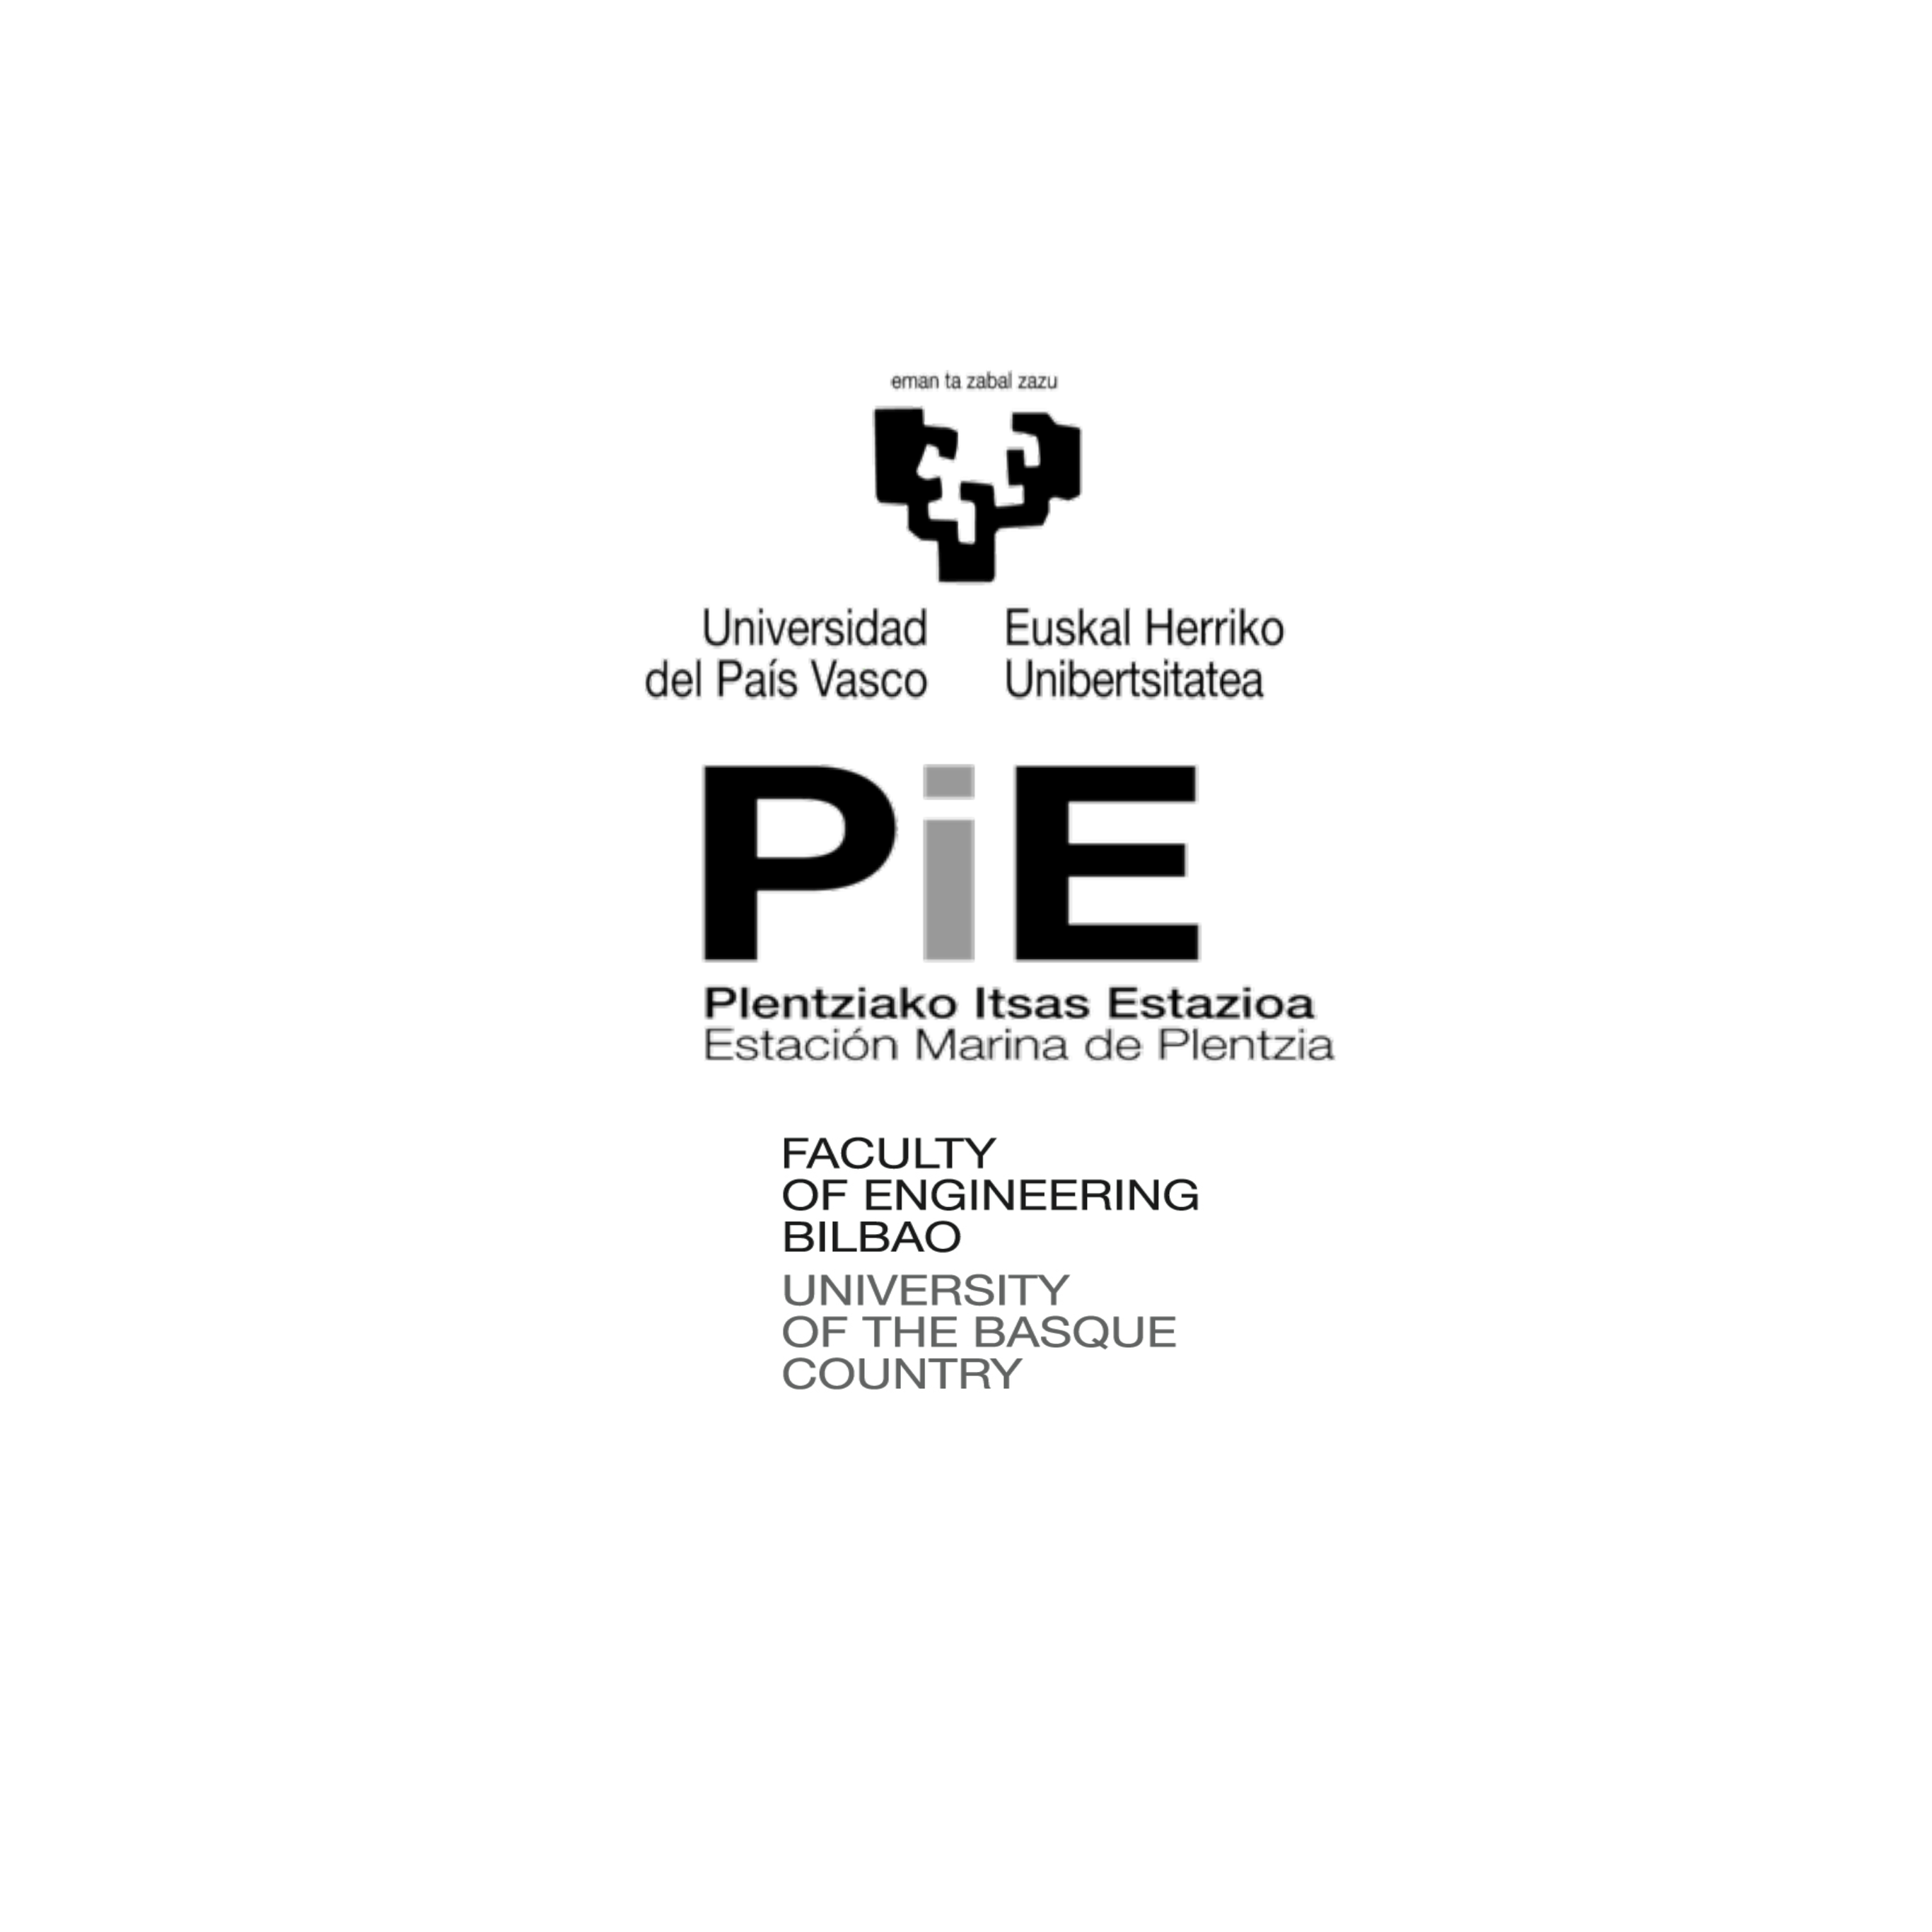 eman ta zabal zazu
Universidad
del País Vasco
Euskal Herriko
Unibertsitatea
PiE
Plentziako Itsas Estazioa
Estación Marina de Plentzia
FACULTY
OF ENGINEERING
BILBAO
UNIVERSITY
OF THE BASQUE
COUNTRY